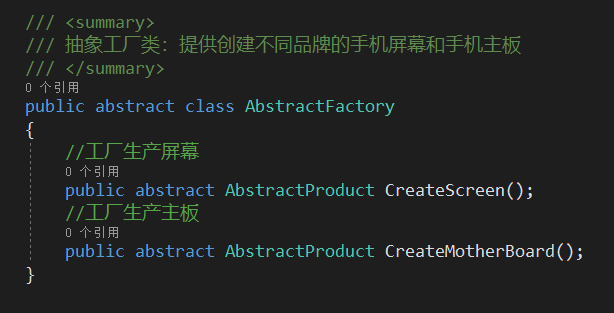 /// <summary>
/// 抽象工厂类：提供创建不同品牌的手机屏幕和手机主板
/// </summary>
0 个引用
public abstract class AbstractFactory
{
//工厂生产屏幕
0 个引用
public abstract AbstractProduct CreateScreen();
//工厂生产主板
0 个引用
public abstract AbstractProduct CreateMotherBoard();
}